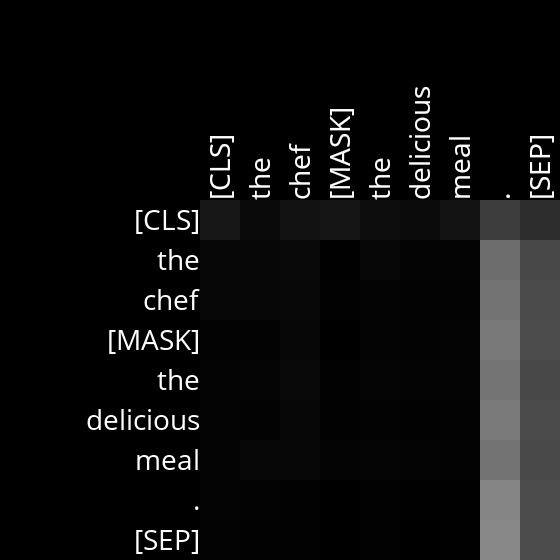 [CLS]
the
chef
[MASK]
the
delicious
meal
.
[SEP]
[CLS]
the
chef
[MASK]
the
delicious
meal
.
[SEP]